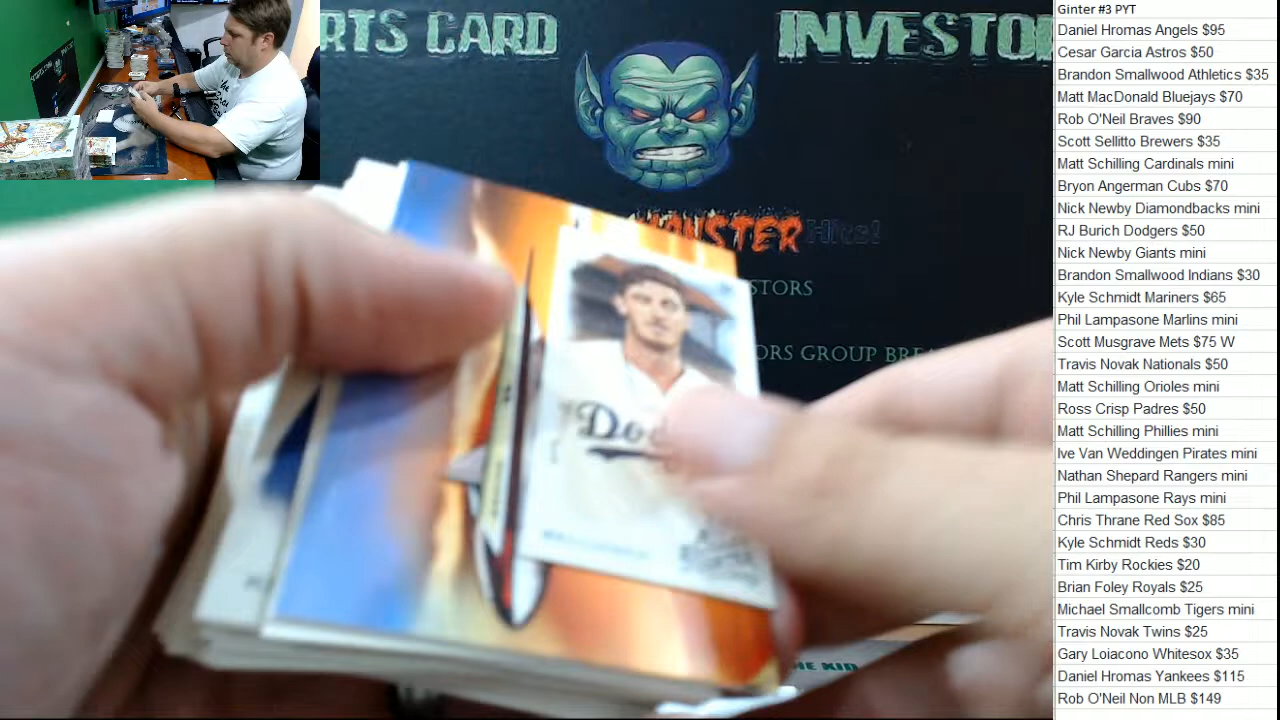 RTS CARD INVESTOR
MONSTER Hits!
STORS
ORS GROUP BREA
Do
Ginter #3 PYT
Daniel Hromas Angels $95
Cesar Garcia Astros $50
Brandon Smallwood Athletics $35
Matt MacDonald Bluejays $70
Rob O'Neil Braves $90
Scott Sellitto Brewers $35
Matt Schilling Cardinals mini
Bryon Angerman Cubs $70
Nick Newby Diamondbacks mini
RJ Burich Dodgers $50
Nick Newby Giants mini
Brandon Smallwood Indians $30
Kyle Schmidt Mariners $65
Phil Lampasone Marlins mini
Scott Musgrave Mets $75 W
Travis Novak Nationals $50
Matt Schilling Orioles mini
Ross Crisp Padres $50
Matt Schilling Phillies mini
Ive Van Weddingen Pirates mini
Nathan Shepard Rangers mini
Phil Lampasone Rays mini
Chris Thrane Red Sox $85
Kyle Schmidt Reds $30
Tim Kirby Rockies $20
Brian Foley Royals $25
Michael Smallcomb Tigers mini
Travis Novak Twins $25
Gary Loiacono Whitesox $35
Daniel Hromas Yankees $115
Rob O'Neil Non MLB $149